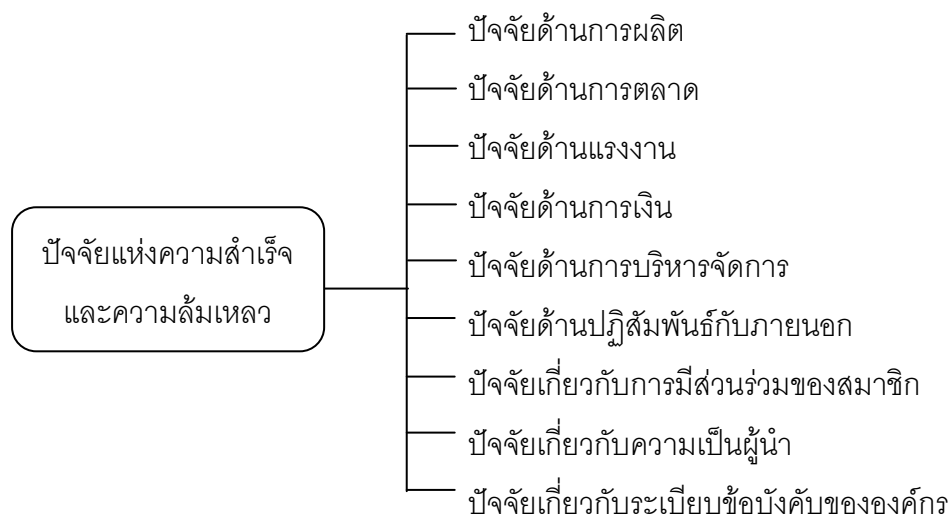 ปัจจัยแห่งความสำเร็จ
และความล้มเหลว
ปัจจัยด้านการผลิต
ปัจจัยด้านการตลาด
ปัจจัยด้านแรงงาน
ปัจจัยด้านการเงิน
ปัจจัยด้านการบริหารจัดการ
ปัจจัยด้านปฏิสัมพันธ์กับภายนอก
ปัจจัยเกี่ยวกับการมีส่วนร่วมของสมาชิก
ปัจจัยเกี่ยวกับความเป็นผู้นำ
ปัจจัยเกี่ยวกับระเบียบข้อบังคับขององค์กร